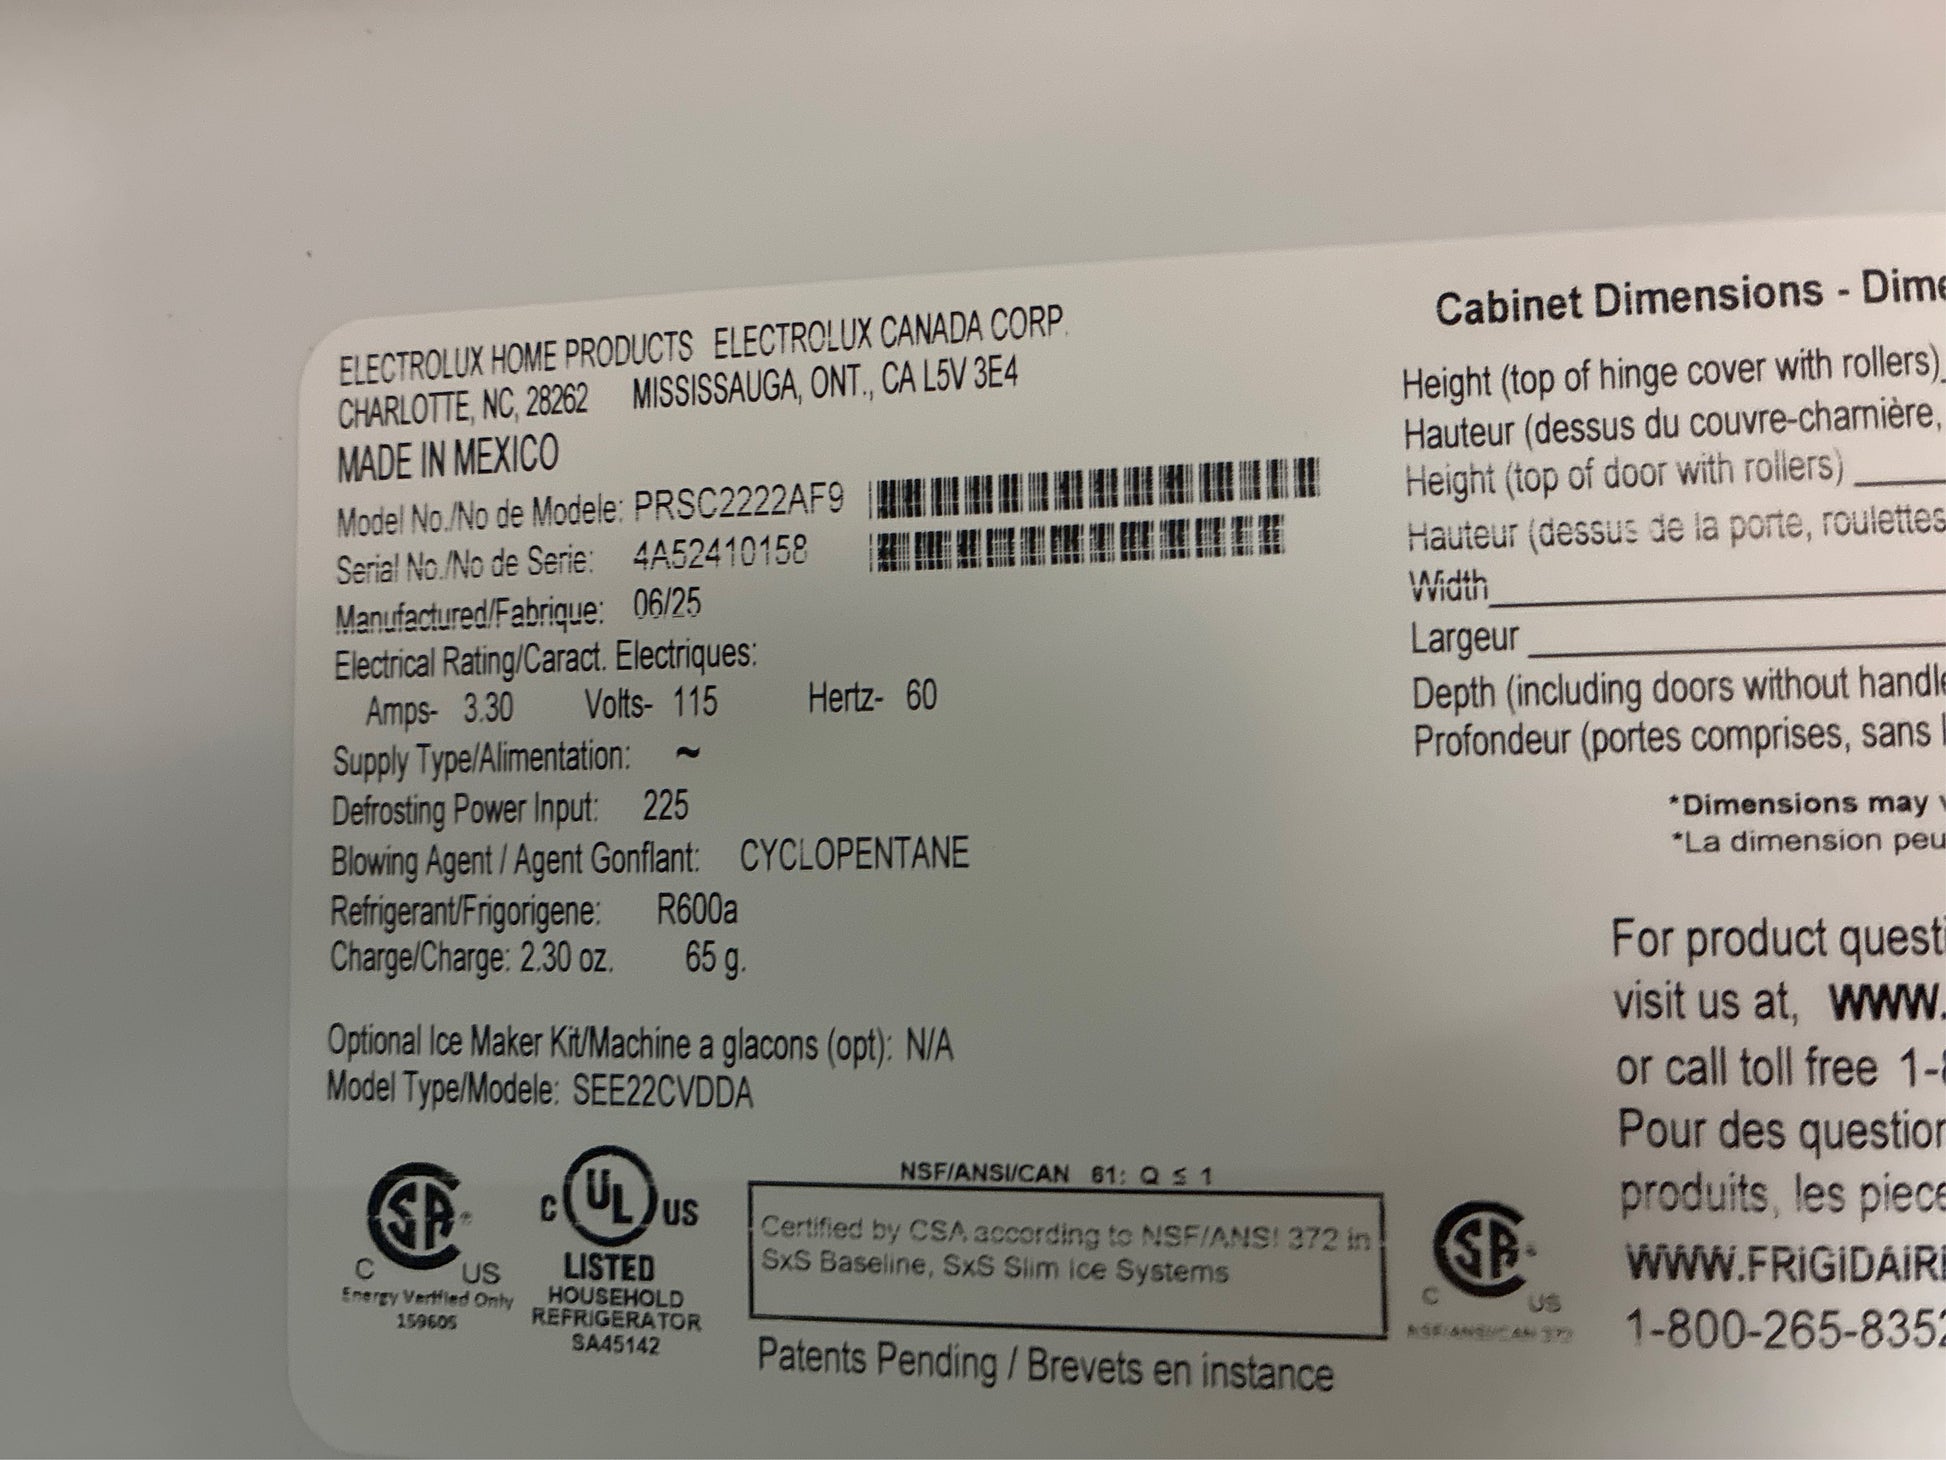 ELECTROLUX HOME PRODUCTS ELECTROLUX CANADA CORP.
CHARLOTTE, NC, 28262 MISSISSAUGA, ONT., CA L5V 3E4
MADE IN MEXICO
Model No./No de Modele: PRSC2222AF9
Serial No./No de Serie: 4A52410158
Manufactured/Fabrique: 06/25
Electrical Rating/Caract. Electriques:
Amps- 3.30 Volts- 115 Hertz- 60
Supply Type/Alimentation: ~
Defrosting Power Input: 225
Blowing Agent / Agent Gonflant: CYCLOPENTANE
Refrigerant/Frigorigene: R600a
Charge/Charge: 2.30 oz. 65 g.
Optional Ice Maker Kit/Machine a glacons (opt): N/A
Model Type/Modele: SEE22CVDDA
SA
C US
Energy Verified Only
159605
C UL US
LISTED
HOUSEHOLD
REFRIGERATOR
SA45142
NSF/ANSI/CAN 61: Q ≤ 1
Certified by CSA according to NSF/ANSI 372 in
SxS Baseline, SxS Slim Ice Systems
Patents Pending / Brevets en instance
SA
C US
NSF/ANSI/CAN 372
Cabinet Dimensions - Dime
Height (top of hinge cover with rollers)
Hauteur (dessus du couvre-charnière,
Height (top of door with rollers)
Hauteur (dessus de la porte, roulettes
Width
Largeur
Depth (including doors without handle
Profondeur (portes comprises, sans
*Dimensions may
*La dimension peu
For product questi
visit us at, WWW.
or call toll free 1-8
Pour des question
produits, les piece
WWW.FRIGIDAIR
1-800-265-8352